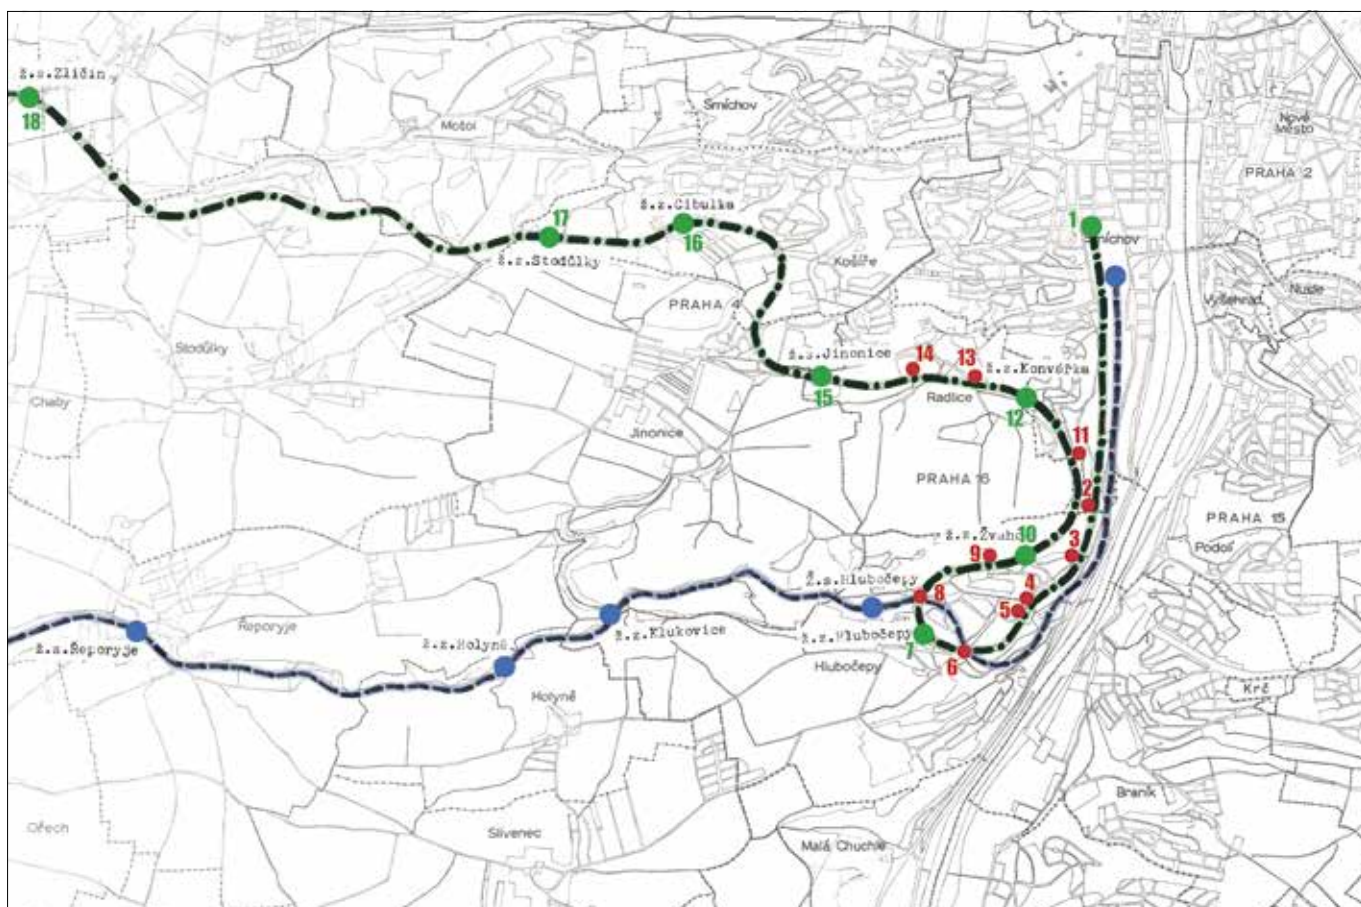 ž.s.Zličín
18
Motol
Smíchov
Nové
Město
PRAHA 2
17
ž.z.Cibulka
16
1
Smíchov
ž.z.Stodůlky
Košíře
PRAHA 4
Vyšehrad
Nusle
Stodůlky
ž.s.Jinonice
14
13
ž.z.Konvářka
15
Radlice
12
Chaby
Jinonice
11
PRAHA 16
2
PRAHA 15
Podolí
10
3
9
ž.s.Hlubočepy
8
4
5
Řeporyje
ž.z.Klukovice
ž.z.Hlubočepy
7
ž.s.Řeporyje
ž.z.Holyně
6
Hlubočepy
Holyně
Krč
Braník
Ořech
Slivenec
Malá Chuchle